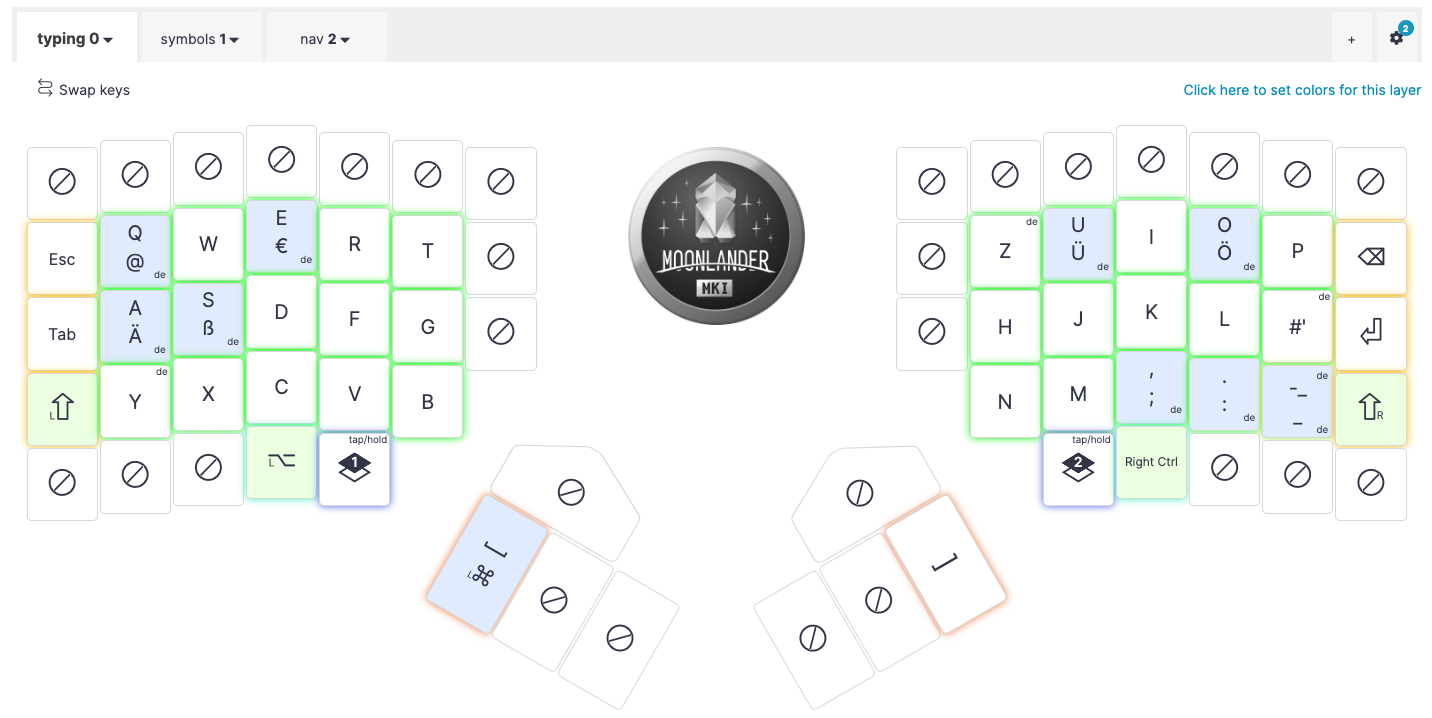 typing 0
symbols 1
nav 2
+
2
Swap keys
Click here to set colors for this layer
Esc
Q
@
de
W
E
€
de
R
T
de
Z
U
Ü
de
I
O
Ö
de
P
MOONLANDER
MKI
Tab
A
Ä
de
S
ß
de
D
F
G
H
J
K
L
de
#'
L
de
Y
X
C
V
B
N
M
,
;
de
.
:
de
de
-_
_
de
R
L
tap/hold
1
tap/hold
2
Right Ctrl
L
[
]